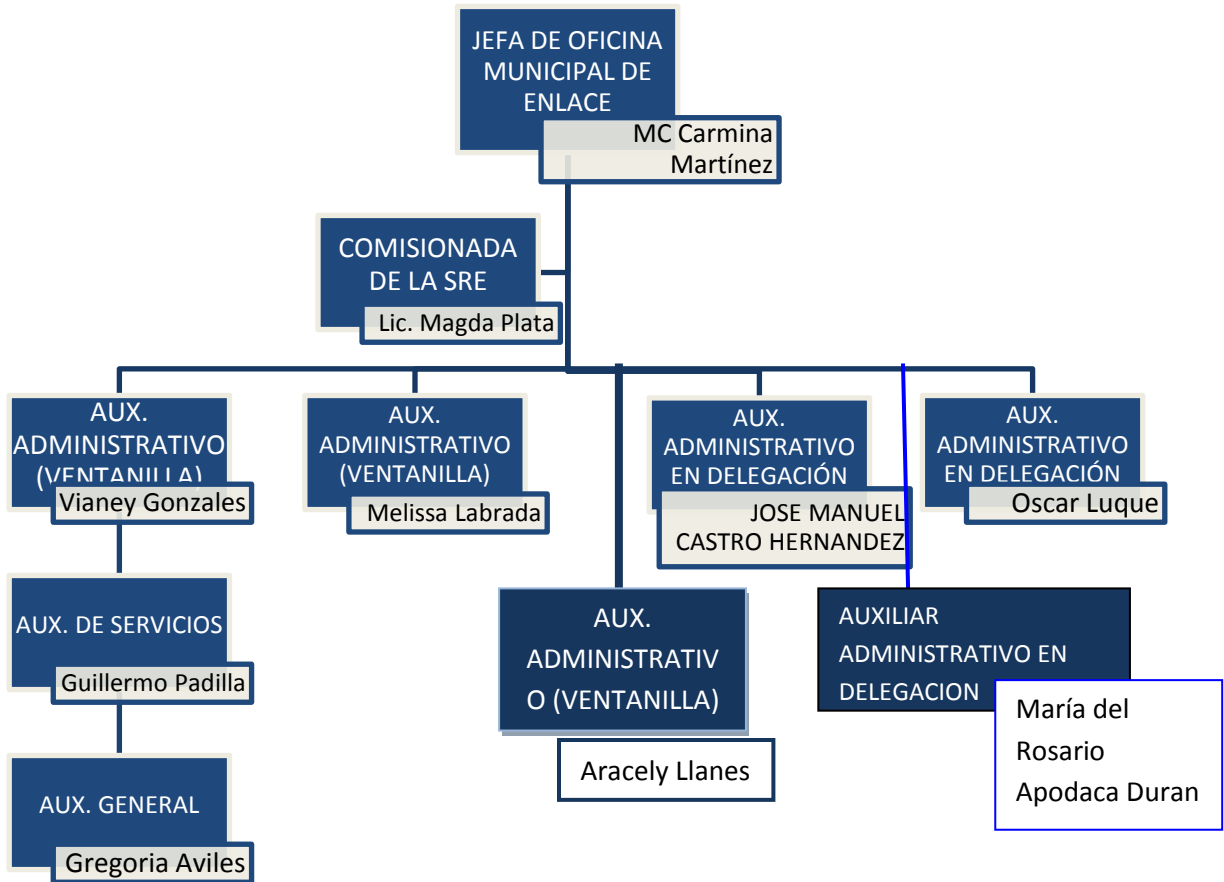 JEFA DE OFICINA
MUNICIPAL DE
ENLACE
MC Carmina
Martínez
COMISIONADA
DE LA SRE
Lic. Magda Plata
AUX.
ADMINISTRATIVO
(VENTANILLA)
Vianey Gonzales
AUX.
ADMINISTRATIVO
(VENTANILLA)
Melissa Labrada
AUX.
ADMINISTRATIVO
EN DELEGACIÓN
JOSE MANUEL
CASTRO HERNANDEZ
AUX.
ADMINISTRATIVO
EN DELEGACIÓN
Oscar Luque
AUX. DE SERVICIOS
Guillermo Padilla
AUX.
ADMINISTRATIV
O (VENTANILLA)
Aracely Llanes
AUXILIAR
ADMINISTRATIVO EN
DELEGACION
María del
Rosario
Apodaca Duran
AUX. GENERAL
Gregoria Aviles